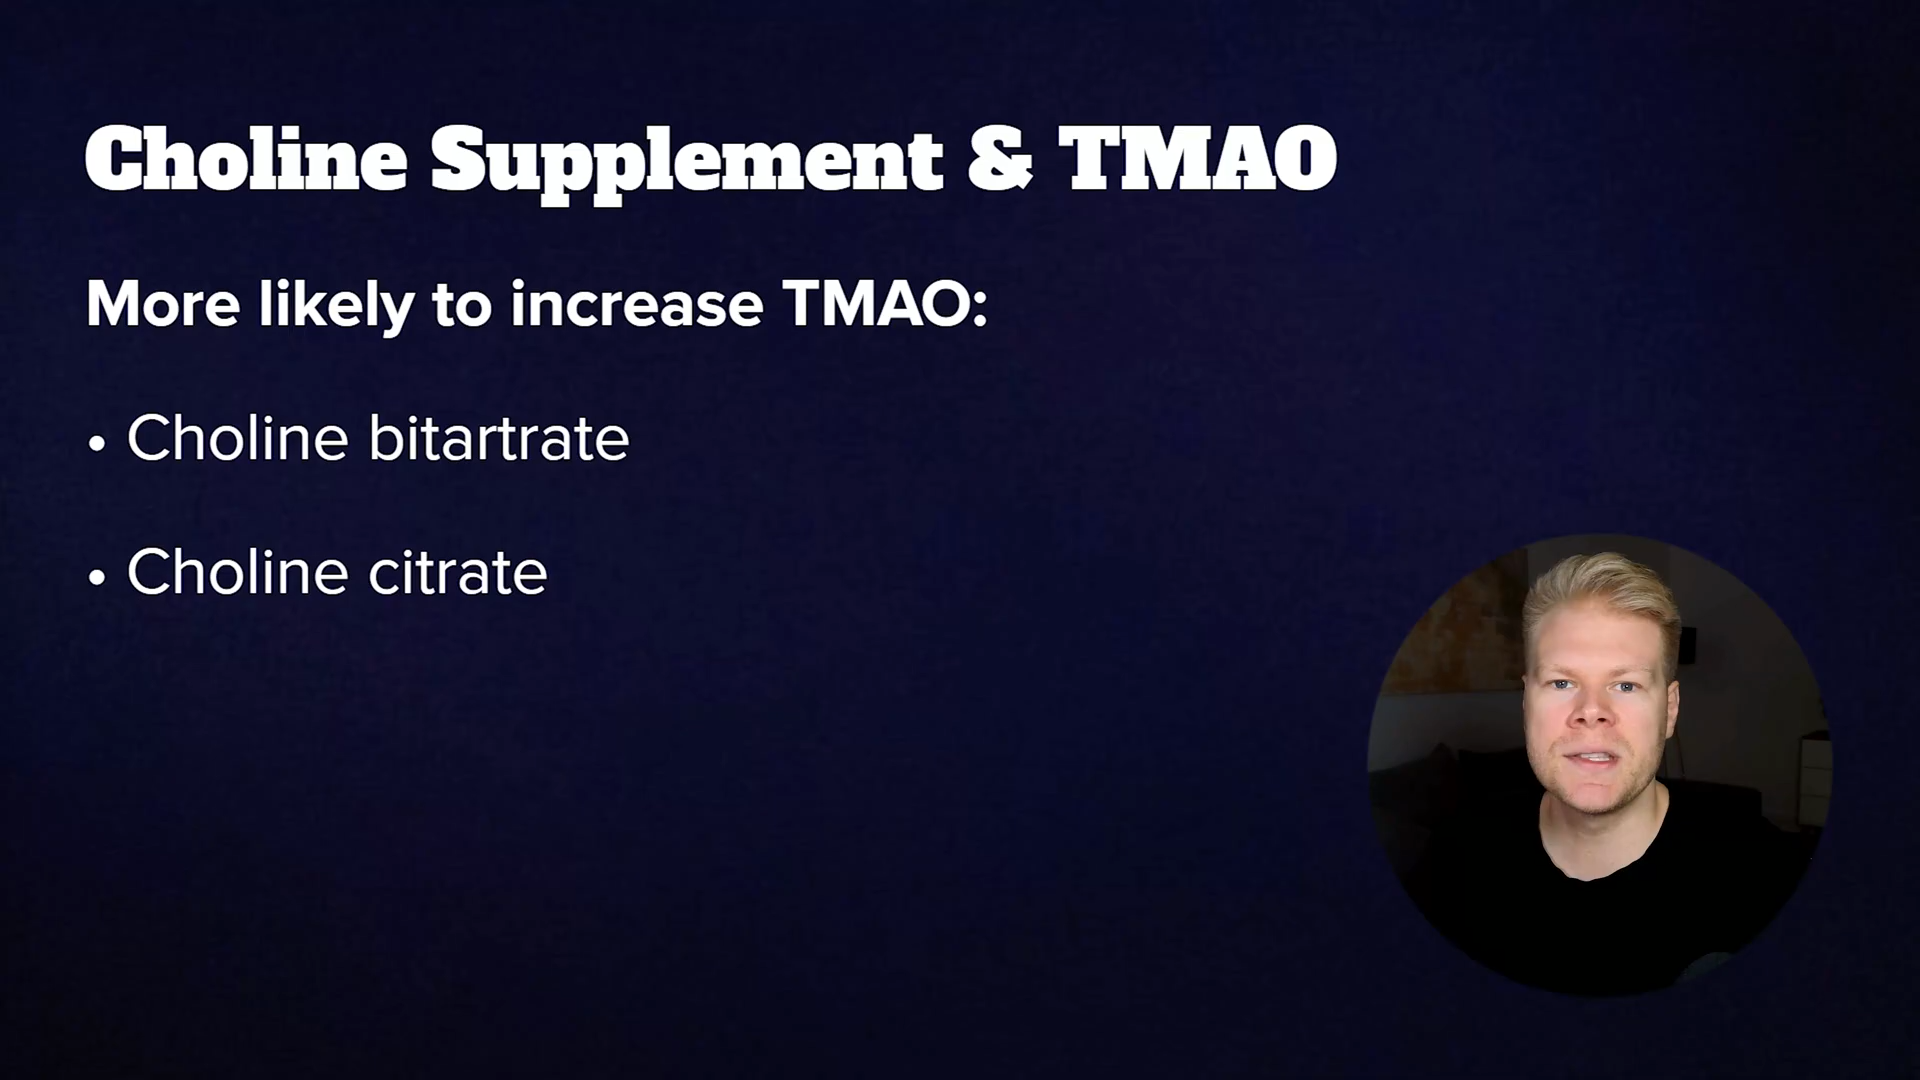 Choline Supplement & TMAO
More likely to increase TMAO:
• Choline bitartrate
• Choline citrate